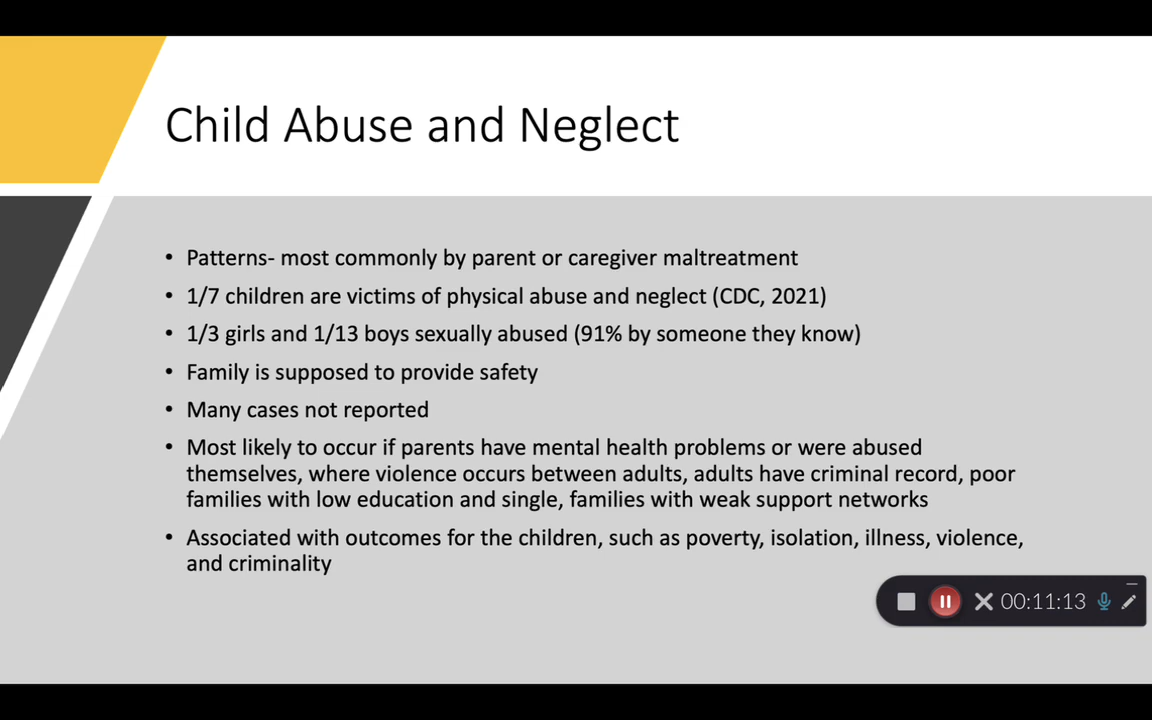 Child Abuse and Neglect
• Patterns- most commonly by parent or caregiver maltreatment
• 1/7 children are victims of physical abuse and neglect (CDC, 2021)
• 1/3 girls and 1/13 boys sexually abused (91% by someone they know)
• Family is supposed to provide safety
• Many cases not reported
• Most likely to occur if parents have mental health problems or were abused
themselves, where violence occurs between adults, adults have criminal record, poor
families with low education and single, families with weak support networks
• Associated with outcomes for the children, such as poverty, isolation, illness, violence,
and criminality
00:11:13